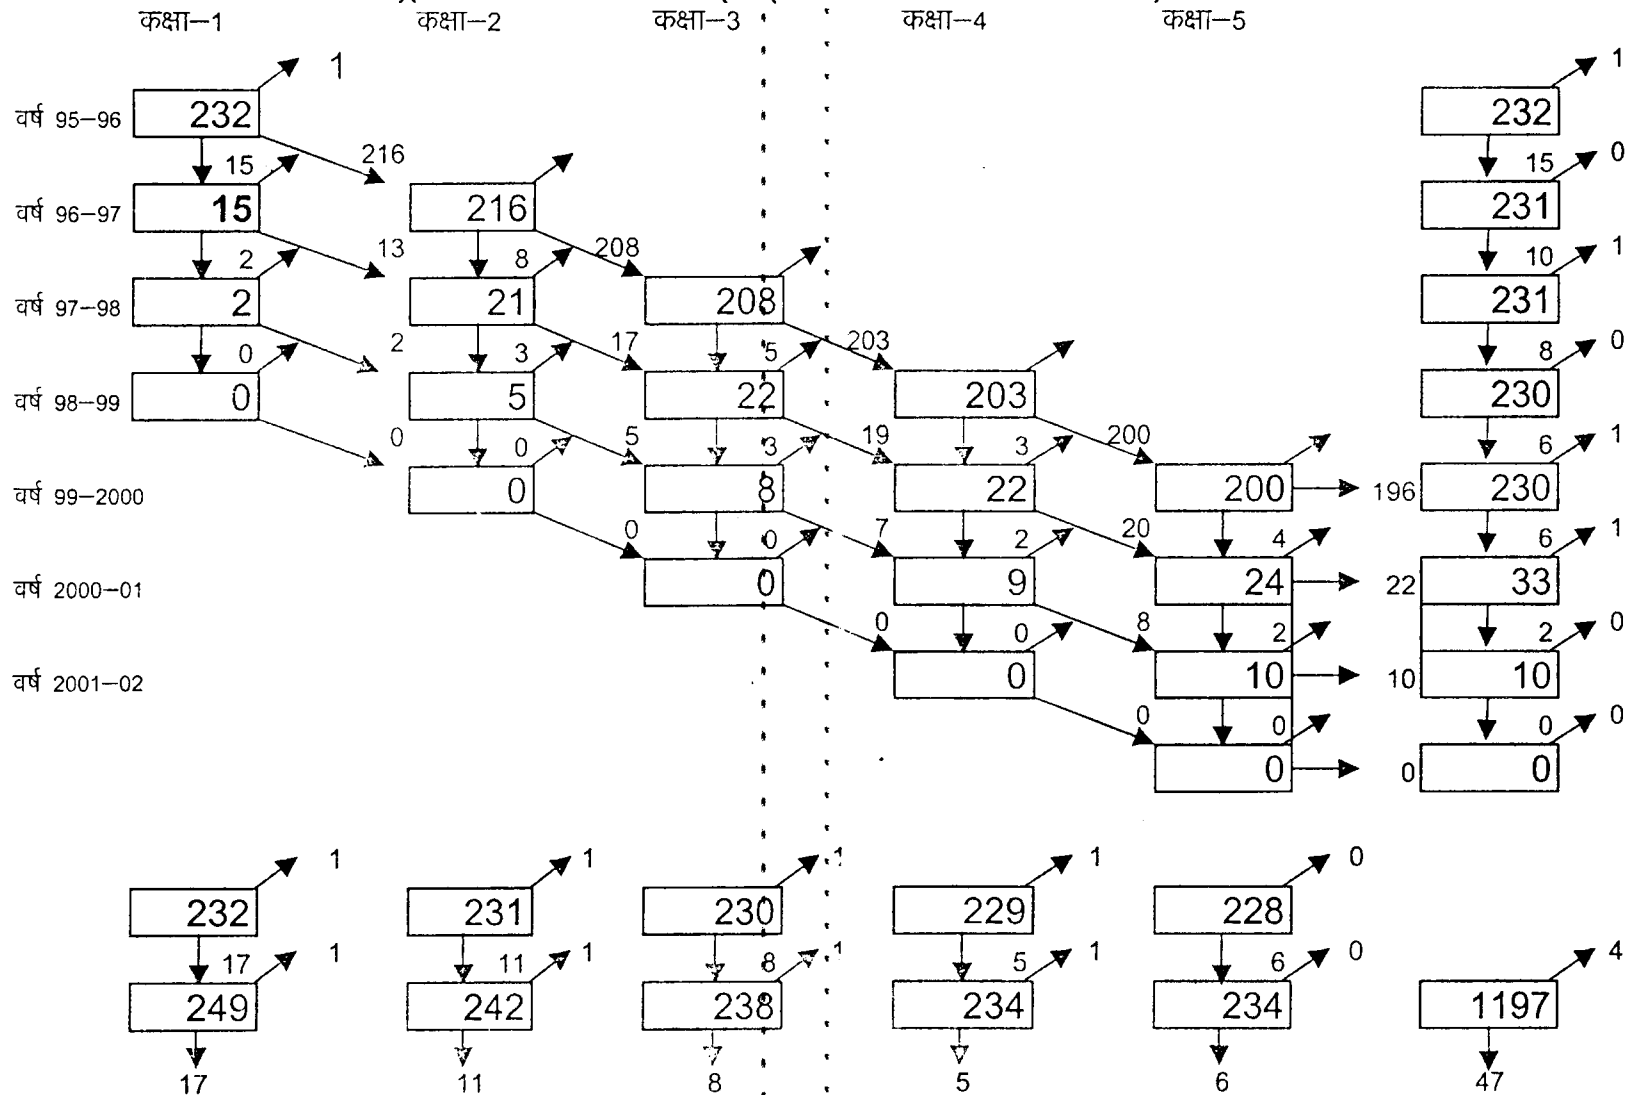 कक्षा–1 कक्षा–2 कक्षा–3 कक्षा–4 कक्षा–5
1 1
वर्ष 95–96 232 232
15 216 15 0
वर्ष 96–97 15 216 231
2 13 8 208 10 1
वर्ष 97–98 2 21 208 231
0 2 3 17 5 203 8 0
वर्ष 98–99 0 5 22 203 230
0 0 5 3 19 3 200 6 1
वर्ष 99–2000 0 8 22 200 196 230
0 0 7 2 20 4 6 1
वर्ष 2000–01 0 9 24 22 33
0 0 8 2 2 0
वर्ष 2001–02 0 10 10 10
0 0 0 0
0 0 0
1 1 1 1 0
232 231 230 229 228
17 1 11 1 8 1 5 1 6 0 4
249 242 238 234 234 1197
17 11 8 5 6 47